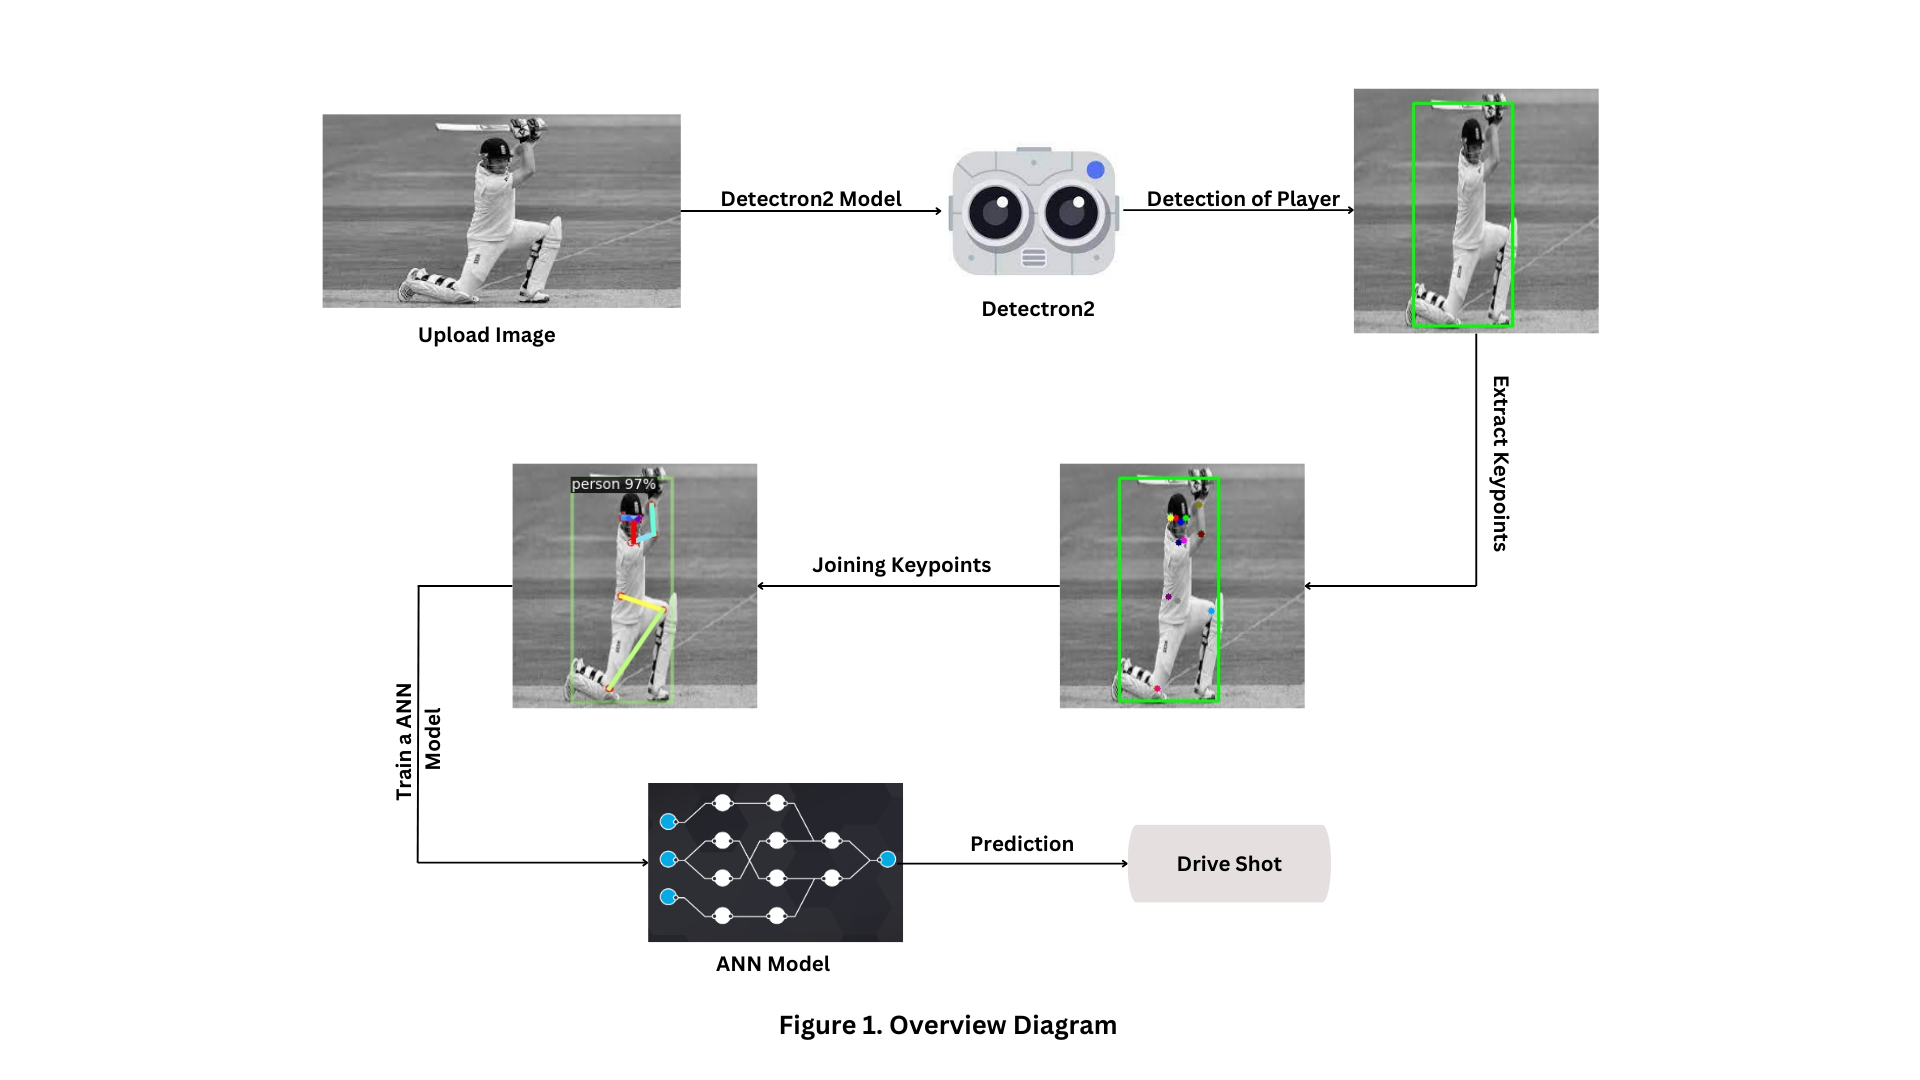 Detectron2 Model
Detection of Player
Detectron2
Upload Image
Extract Keypoints
person 97%
Joining Keypoints
Train a ANN
Model
Prediction
Drive Shot
ANN Model
Figure 1. Overview Diagram